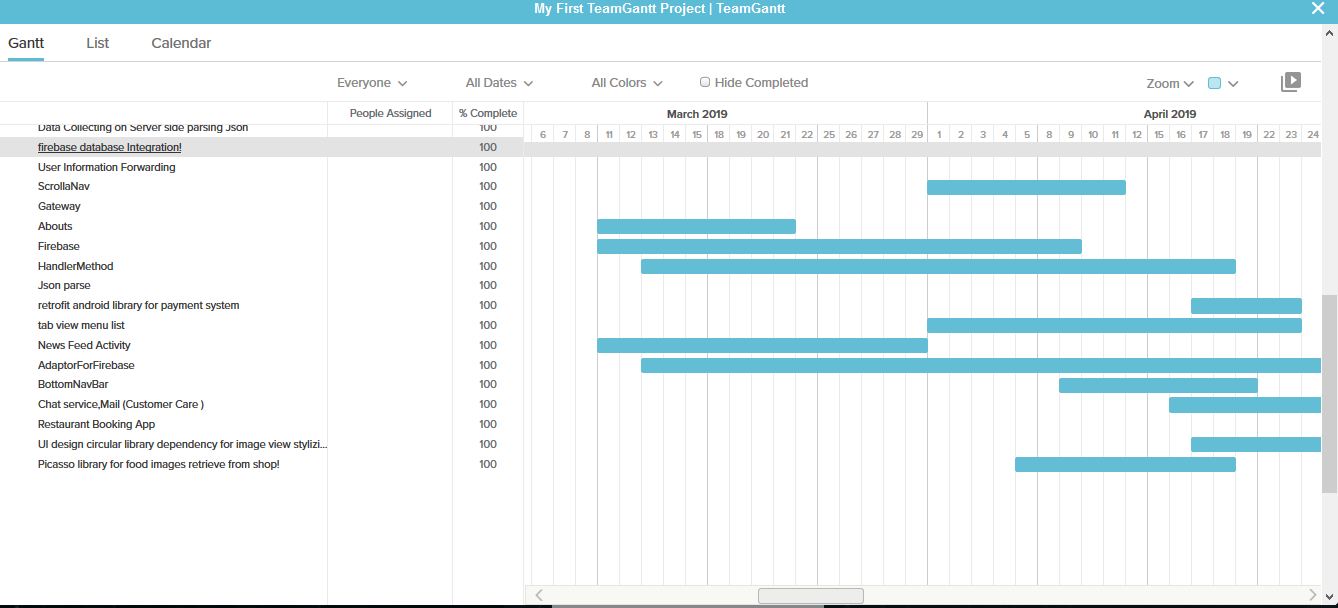 My First TeamGantt Project | TeamGantt
Gantt List Calendar
Everyone All Dates All Colors Hide Completed Zoom
People Assigned % Complete March 2019 April 2019
6 7 8 11 12 13 14 15 18 19 20 21 22 25 26 27 28 29 1 2 3 4 5 8 9 10 11 12 15 16 17 18 19 22 23 24
Data Collecting on Server side parsing Json 100
firebase database Integration! 100
User Information Forwarding 100
ScrollaNav 100
Gateway 100
Abouts 100
Firebase 100
HandlerMethod 100
Json parse 100
retrofit android library for payment system 100
tab view menu list 100
News Feed Activity 100
AdaptorForFirebase 100
BottomNavBar 100
Chat service,Mail (Customer Care ) 100
Restaurant Booking App 100
UI design circular library dependency for image view stylizi... 100
Picasso library for food images retrieve from shop! 100